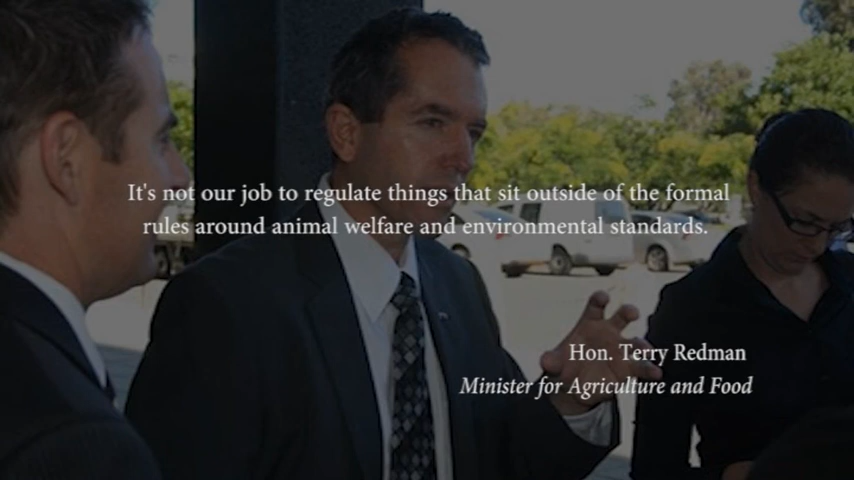 It's not our job to regulate things that sit outside of the formal
rules around animal welfare and environmental standards.
Hon. Terry Redman
Minister for Agriculture and Food